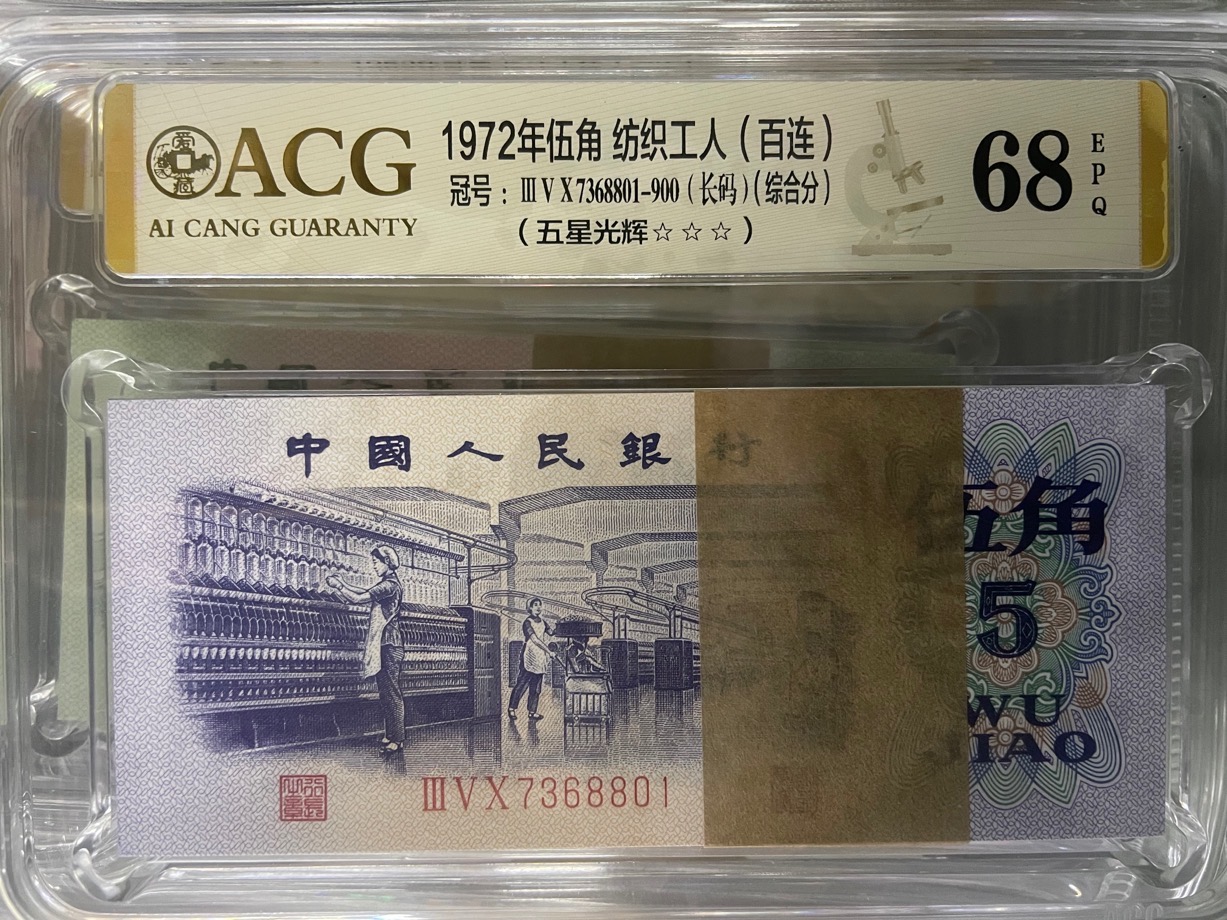 ACG
AI CANG GUARANTY
1972年伍角 纺织工人（百连）
冠号：ⅢⅤⅩ7368801-900（长码）（综合分）
（五星光辉☆☆☆）
68
EPQ
中國人民銀行
伍角
5
WU
JIAO
ⅢⅤⅩ7368801